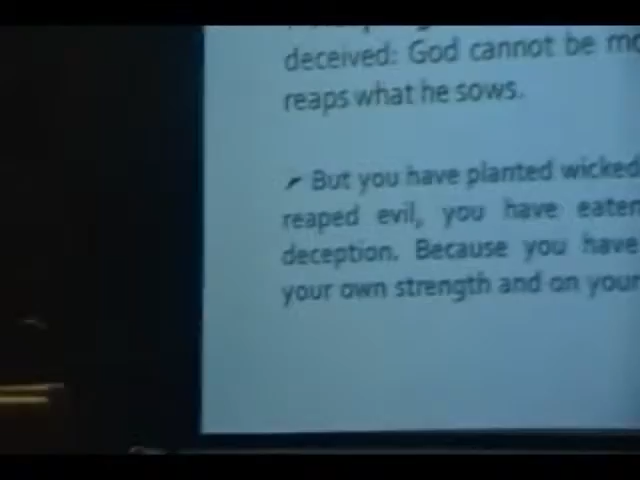 deceived: God cannot be
reaps what he sows.
But you have planted wicked
reaped evil, you have eaten
deception. Because you have
your own strength and on your